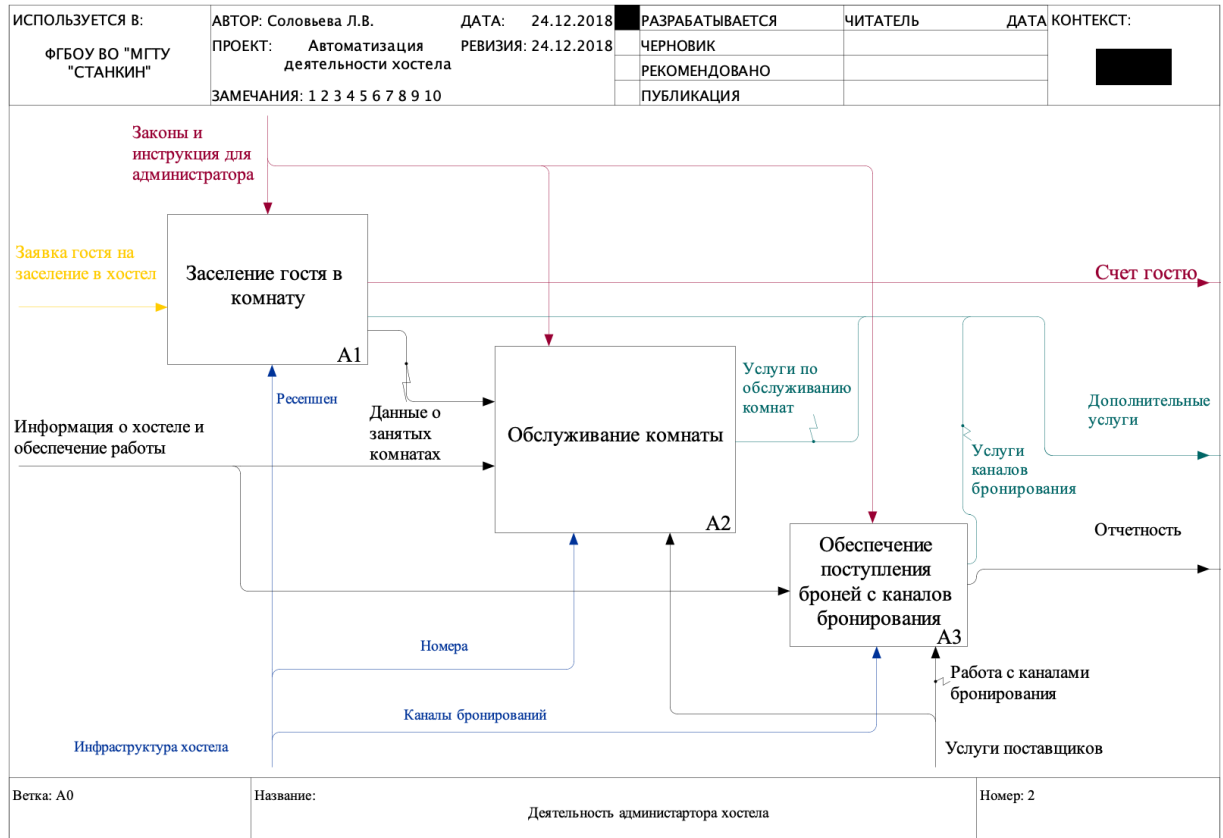 ИСПОЛЬЗУЕТСЯ В:
ФГБОУ ВО "МГТУ
"СТАНКИН"
АВТОР: Соловьева Л.В.
ДАТА: 24.12.2018
ПРОЕКТ: Автоматизация
деятельности хостела
РЕВИЗИЯ: 24.12.2018
ЗАМЕЧАНИЯ: 1 2 3 4 5 6 7 8 9 10
РАЗРАБАТЫВАЕТСЯ
ЧЕРНОВИК
РЕКОМЕНДОВАНО
ПУБЛИКАЦИЯ
ЧИТАТЕЛЬ
ДАТА
КОНТЕКСТ:
Законы и
инструкция для
администратора
Заявка гостя на
заселение в хостел
Заселение гостя в
комнату
A1
Счет гостю
Ресепшен
Данные о
занятых
комнатах
Информация о хостеле и
обеспечение работы
Обслуживание комнаты
A2
Услуги по
обслуживанию
комнат
Дополнительные
услуги
Услуги
каналов
бронирования
Отчетность
Обеспечение
поступления
броней с каналов
бронирования
A3
Номера
Каналы бронирований
Инфраструктура хостела
Работа с каналами
бронирования
Услуги поставщиков
Ветка: A0
Название:
Деятельность администартора хостела
Номер: 2